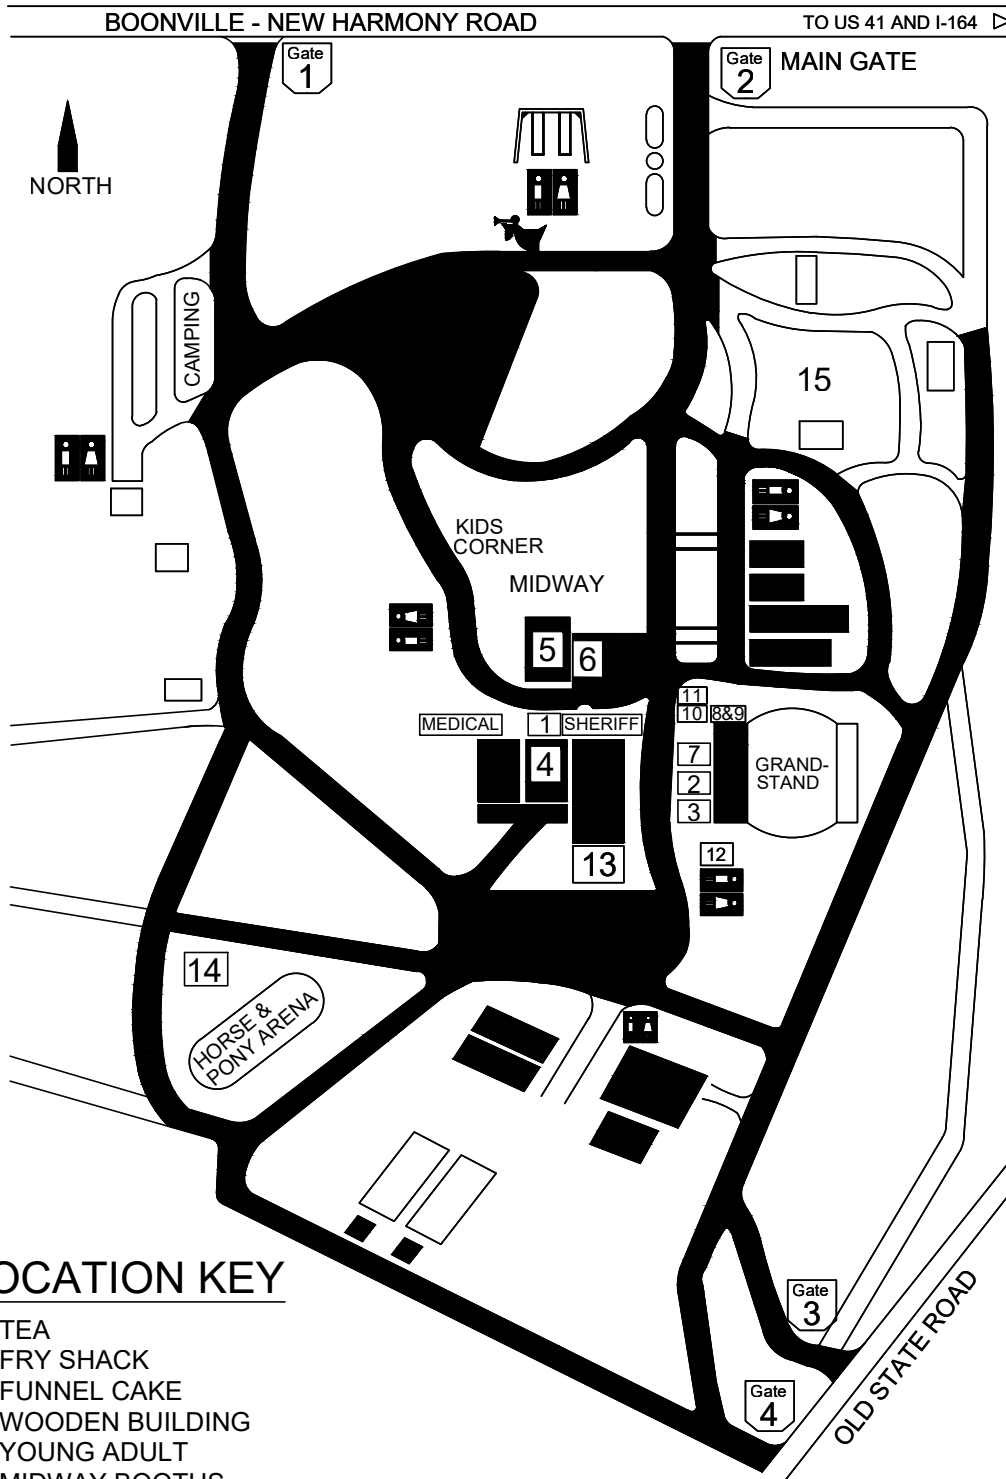 BOONVILLE - NEW HARMONY ROAD
TO US 41 AND I-164
Gate
1
Gate
2
MAIN GATE
NORTH
CAMPING
15
KIDS
CORNER
MIDWAY
5
6
11
10
8&9
MEDICAL
1
SHERIFF
4
7
2
3
GRAND-
STAND
12
13
14
HORSE &
PONY ARENA
OCATION KEY
TEA
FRY SHACK
FUNNEL CAKE
WOODEN BUILDING
YOUNG ADULT
MIDWAY BOOTHS
Gate
3
Gate
4
OLD STATE ROAD